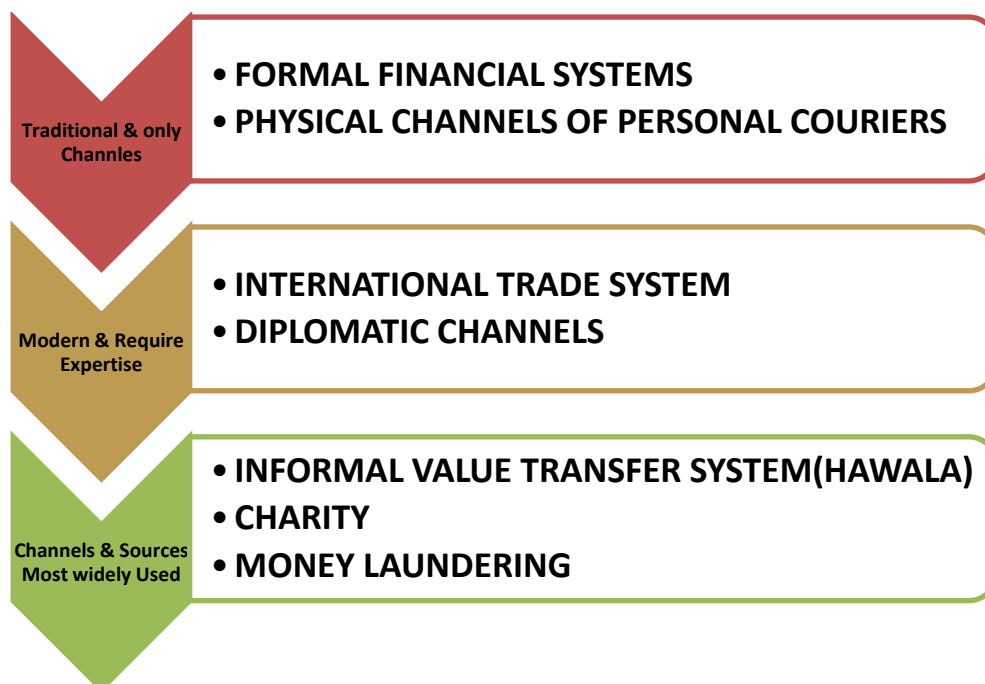 Traditional & only
Channles
• FORMAL FINANCIAL SYSTEMS
• PHYSICAL CHANNELS OF PERSONAL COURIERS
Modern & Require
Expertise
• INTERNATIONAL TRADE SYSTEM
• DIPLOMATIC CHANNELS
Channels & Sources
Most widely Used
• INFORMAL VALUE TRANSFER SYSTEM(HAWALA)
• CHARITY
• MONEY LAUNDERING